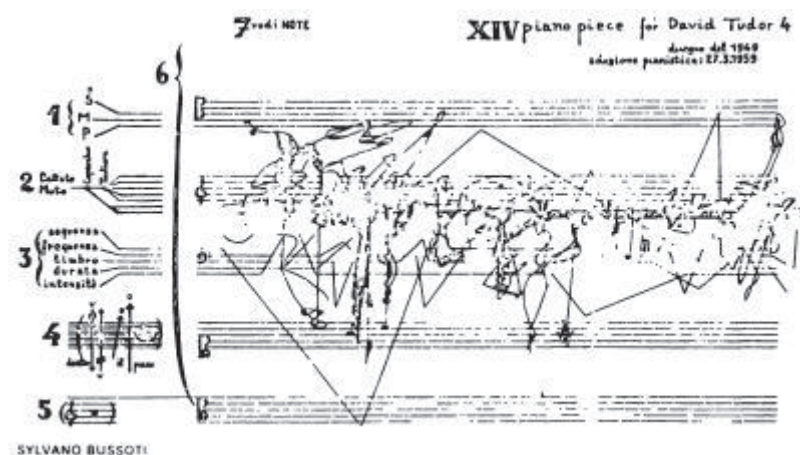 7 vedi NOTE
XIV piano piece for David Tudor 4
disegno del 1949
adozione pianistica: 27.3.1959
6
1
S
M
P
2
Muto
3
sequenza
frequenza
timbro
durata
intensità
4
5
SYLVANO BUSSOTI